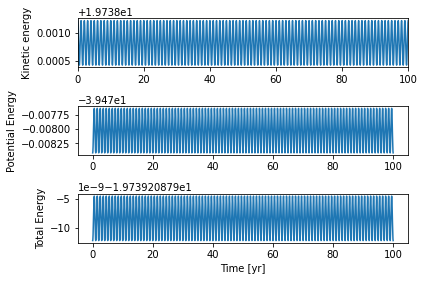 +1.9738e1
Kinetic energy
0.0010
0.0005
0 20 40 60 80 100
−3.947e1
Potential Energy
−0.00775
−0.00800
−0.00825
0 20 40 60 80 100
1e−9−1.973920879e1
Total Energy
−5
−10
0 20 40 60 80 100
Time [yr]